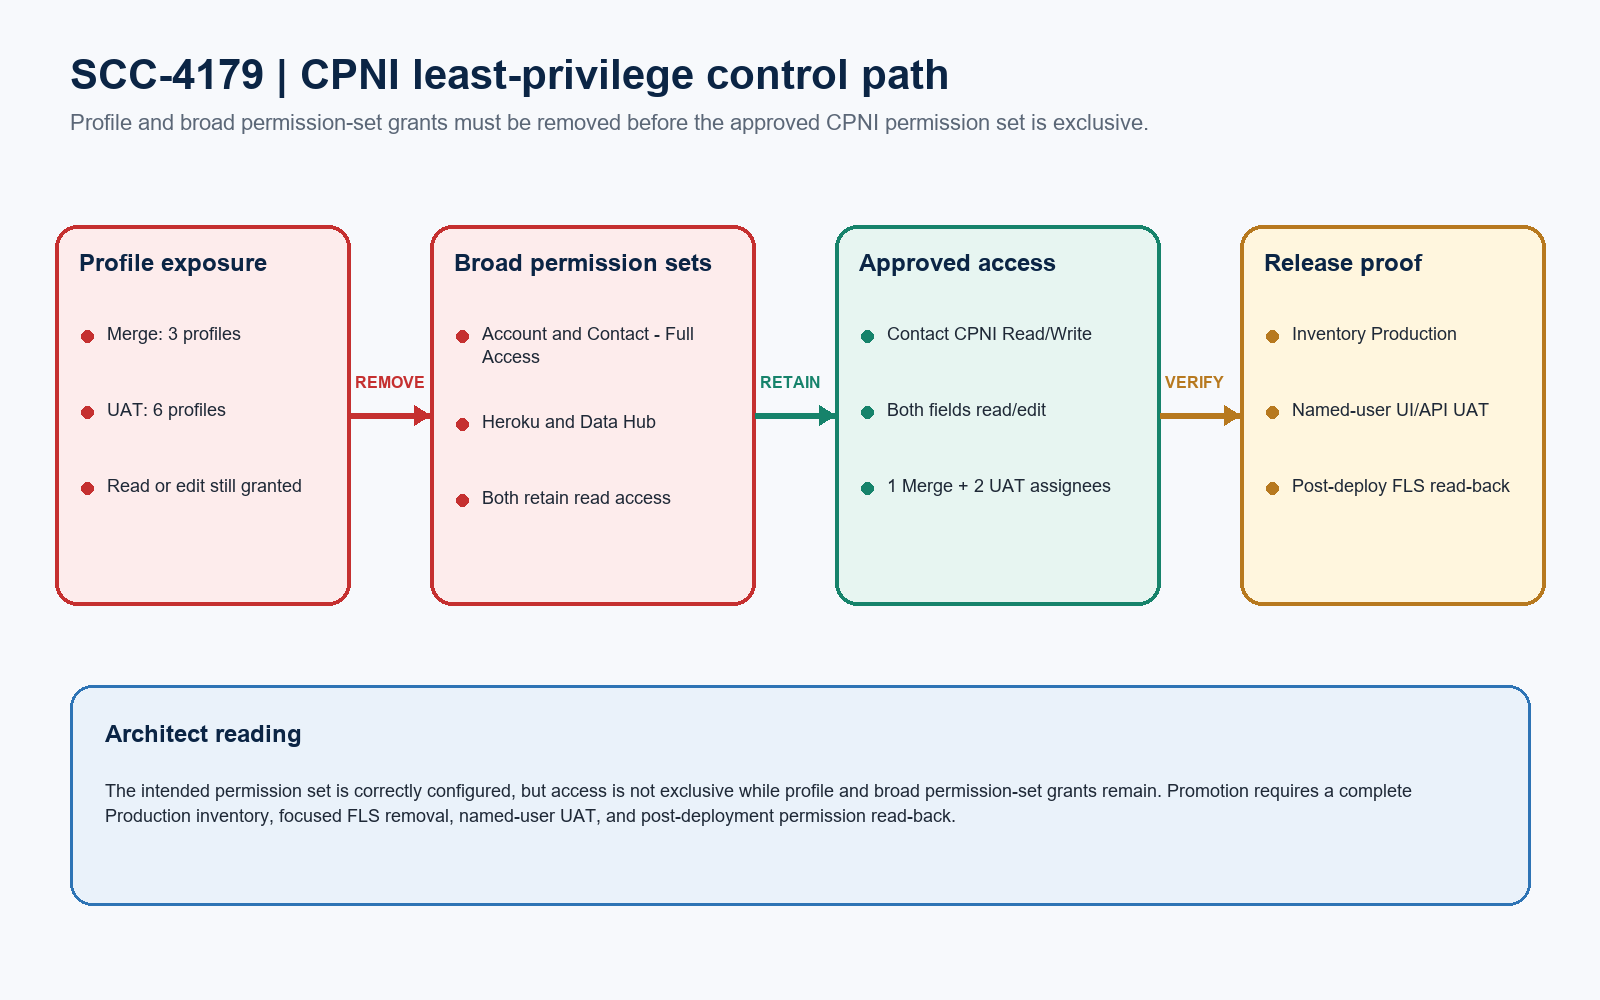 SCC-4179 | CPNI least-privilege control path
Profile and broad permission-set grants must be removed before the approved CPNI permission set is exclusive.
Profile exposure
Merge: 3 profiles
UAT: 6 profiles
Read or edit still granted
REMOVE
Broad permission sets
Account and Contact - Full
Access
Heroku and Data Hub
Both retain read access
RETAIN
Approved access
Contact CPNI Read/Write
Both fields read/edit
1 Merge + 2 UAT assignees
VERIFY
Release proof
Inventory Production
Named-user UI/API UAT
Post-deploy FLS read-back
Architect reading
The intended permission set is correctly configured, but access is not exclusive while profile and broad permission-set grants remain. Promotion requires a complete
Production inventory, focused FLS removal, named-user UAT, and post-deployment permission read-back.